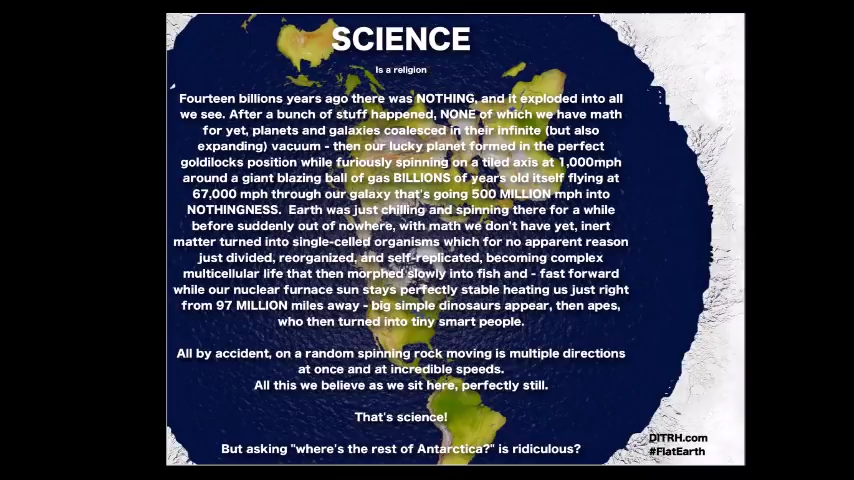 SCIENCE
Is a religion
Fourteen billions years ago there was NOTHING, and it exploded into all
we see. After a bunch of stuff happened, NONE of which we have math
for yet, planets and galaxies coalesced in their infinite (but also
expanding) vacuum - then our lucky planet formed in the perfect
goldilocks position while furiously spinning on a tiled axis at 1,000mph
around a giant blazing ball of gas BILLIONS of years old itself flying at
67,000 mph through our galaxy that's going 500 MILLION mph into
NOTHINGNESS. Earth was just chilling and spinning there for a while
before suddenly out of nowhere, with math we don't have yet, inert
matter turned into single-celled organisms which for no apparent reason
just divided, reorganized, and self-replicated, becoming complex
multicellular life that then morphed slowly into fish and - fast forward
while our nuclear furnace sun stays perfectly stable heating us just right
from 97 MILLION miles away - big simple dinosaurs appear, then apes,
who then turned into tiny smart people.
All by accident, on a random spinning rock moving is multiple directions
at once and at incredible speeds.
All this we believe as we sit here, perfectly still.
That's science!
But asking "where's the rest of Antarctica?" is ridiculous?
DITRH.com
#FlatEarth